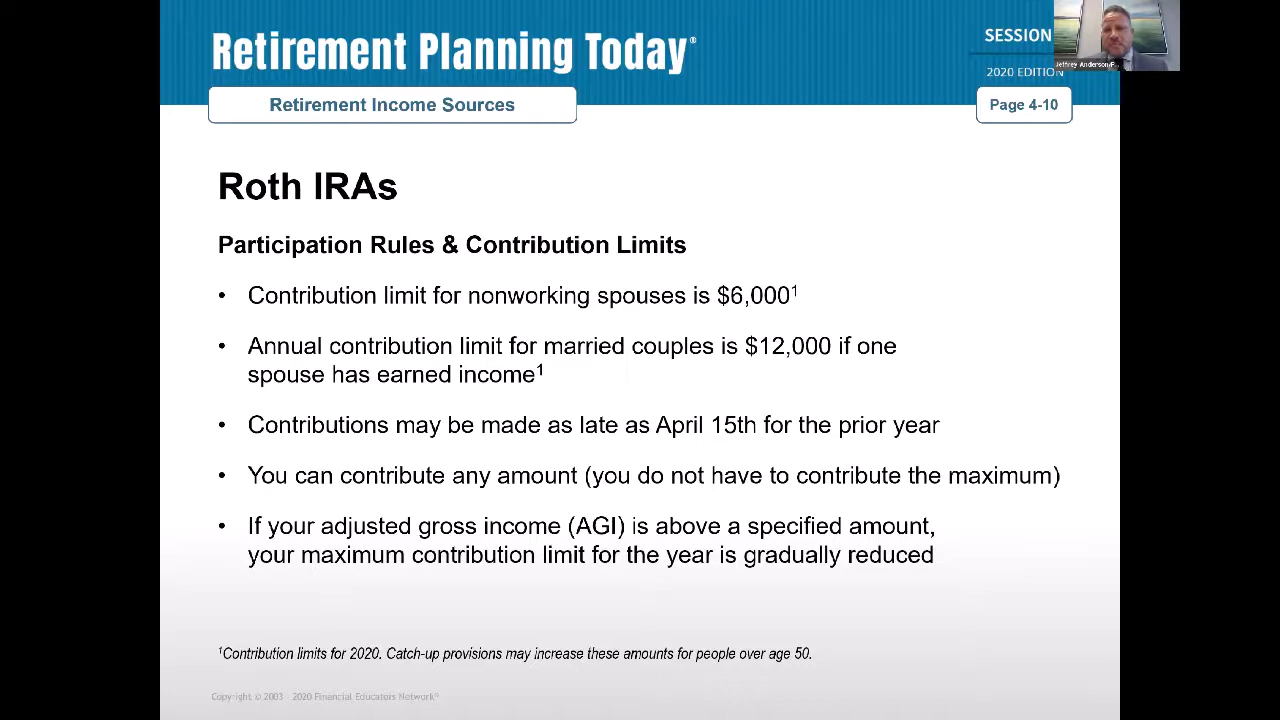 Retirement Planning Today®
SESSION
2020 EDITION
Jeffrey Anderson
Retirement Income Sources
Page 4-10
Roth IRAs
Participation Rules & Contribution Limits
• Contribution limit for nonworking spouses is $6,000¹
• Annual contribution limit for married couples is $12,000 if one
spouse has earned income¹
• Contributions may be made as late as April 15th for the prior year
• You can contribute any amount (you do not have to contribute the maximum)
• If your adjusted gross income (AGI) is above a specified amount,
your maximum contribution limit for the year is gradually reduced
¹Contribution limits for 2020. Catch-up provisions may increase these amounts for people over age 50.
Copyright © 2003 - 2020 Financial Educators Network®